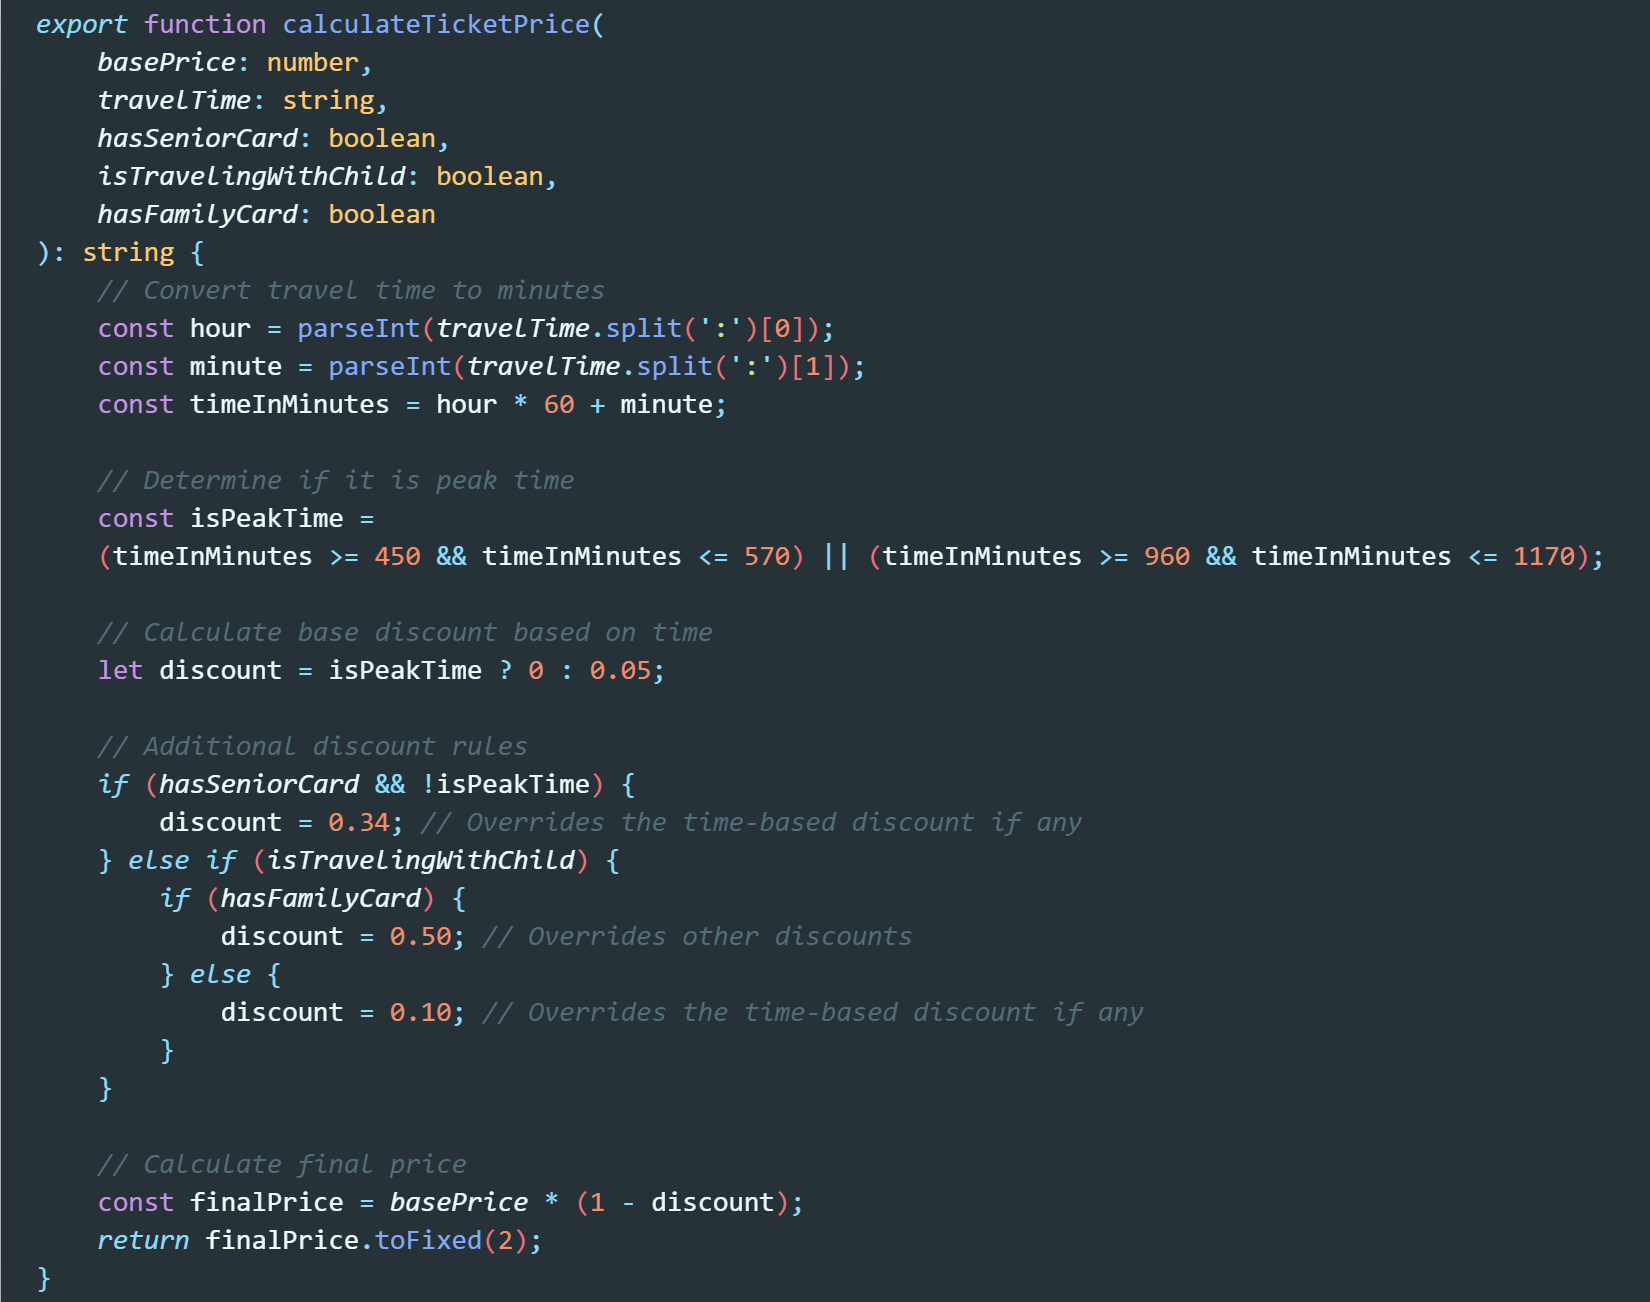 export function calculateTicketPrice(
    basePrice: number,
    travelTime: string,
    hasSeniorCard: boolean,
    isTravelingWithChild: boolean,
    hasFamilyCard: boolean
): string {
    // Convert travel time to minutes
    const hour = parseInt(travelTime.split(':')[0]);
    const minute = parseInt(travelTime.split(':')[1]);
    const timeInMinutes = hour * 60 + minute;

    // Determine if it is peak time
    const isPeakTime =
    (timeInMinutes >= 450 && timeInMinutes <= 570) || (timeInMinutes >= 960 && timeInMinutes <= 1170);

    // Calculate base discount based on time
    let discount = isPeakTime ? 0 : 0.05;

    // Additional discount rules
    if (hasSeniorCard && !isPeakTime) {
        discount = 0.34; // Overrides the time-based discount if any
    } else if (isTravelingWithChild) {
        if (hasFamilyCard) {
            discount = 0.50; // Overrides other discounts
        } else {
            discount = 0.10; // Overrides the time-based discount if any
        }
    }

    // Calculate final price
    const finalPrice = basePrice * (1 - discount);
    return finalPrice.toFixed(2);
}